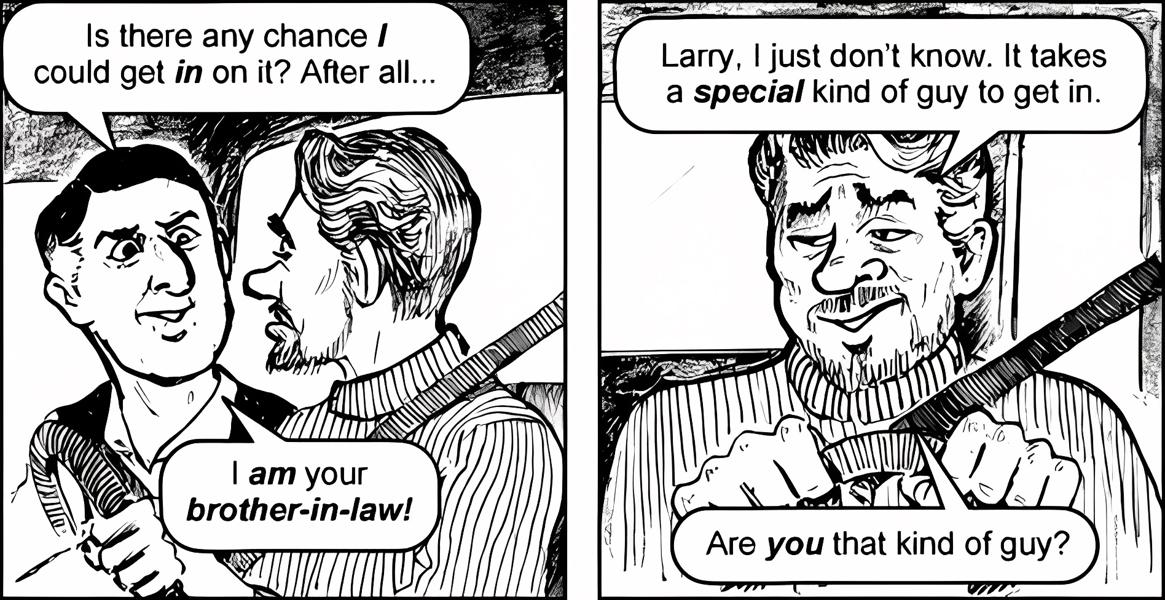 Is there any chance I
could get in on it? After all...
I am your
brother-in-law!
Larry, I just don't know. It takes
a special kind of guy to get in.
Are you that kind of guy?